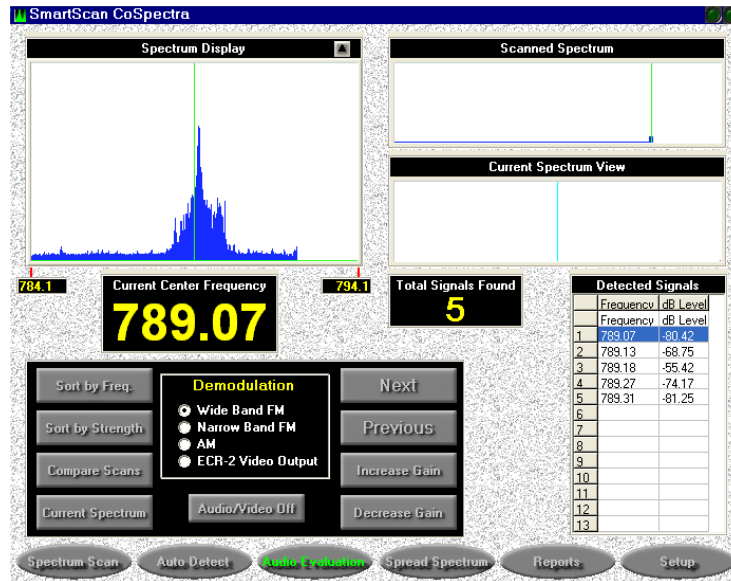 SmartScan CoSpectra
Spectrum Display
Scanned Spectrum
Current Spectrum View
784.1
794.1
Current Center Frequency
789.07
Total Signals Found
5
Detected Signals
Frequency dB Level
Frequency dB Level
1 789.07 -80.42
2 789.13 -68.75
3 789.18 -55.42
4 789.27 -74.17
5 789.31 -81.25
6
7
8
9
10
11
12
13
Sort by Freq.
Sort by Strength
Compare Scans
Current Spectrum
Demodulation
Wide Band FM
Narrow Band FM
AM
ECR-2 Video Output
Audio/Video Off
Next
Previous
Increase Gain
Decrease Gain
Spectrum Scan
Auto Detect
Audio Evaluation
Spread Spectrum
Reports
Setup